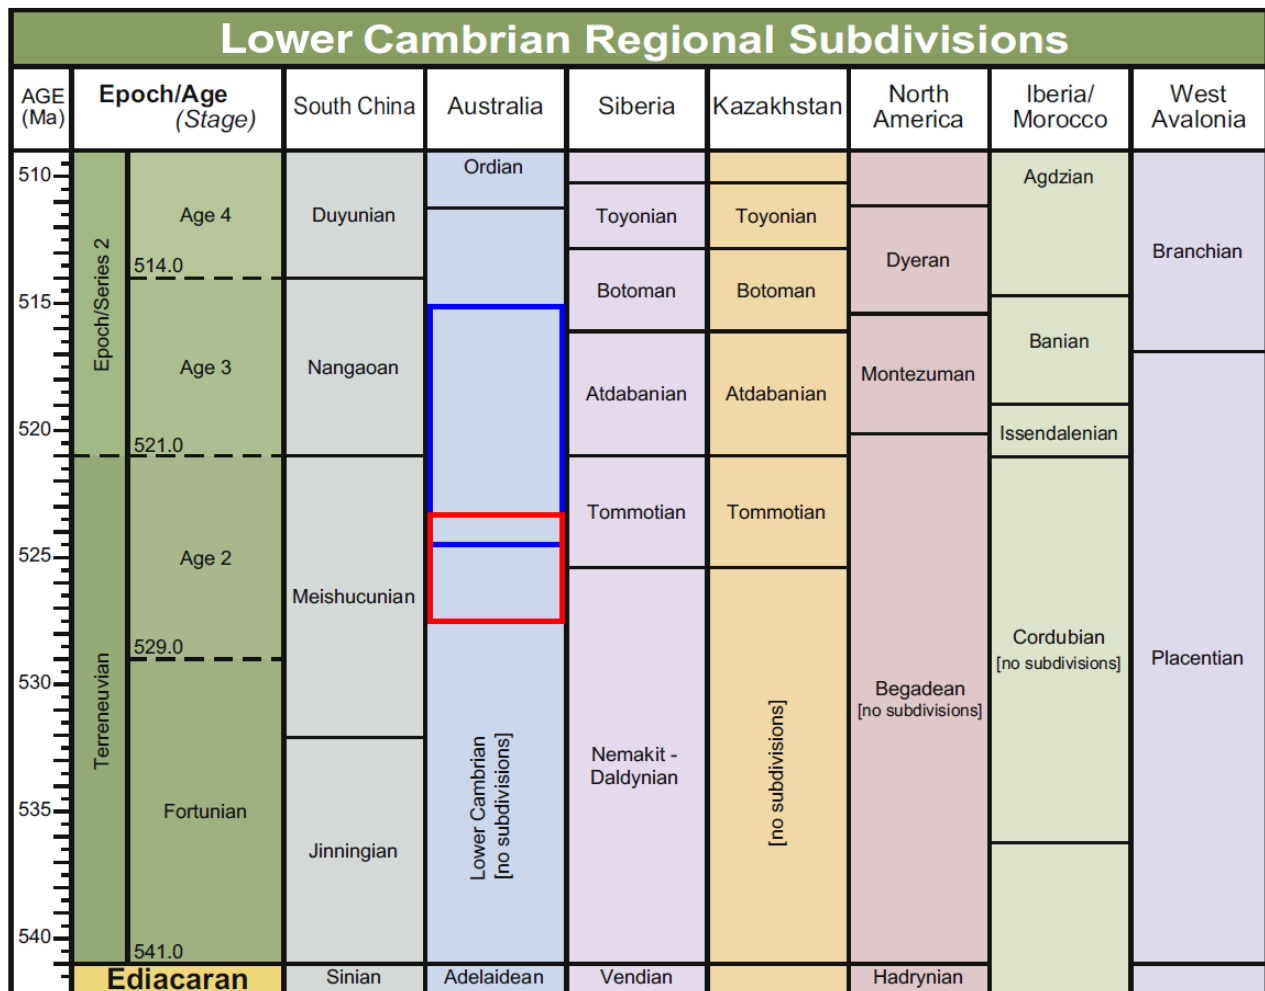 Lower Cambrian Regional Subdivisions
AGE
(Ma)
Epoch/Age
(Stage)
South China
Australia
Siberia
Kazakhstan
North
America
Iberia/
Morocco
West
Avalonia
510
515
520
525
530
535
540
Epoch/Series 2
Terreneuvian
Age 4
514.0
Age 3
521.0
Age 2
529.0
Fortunian
541.0
Ediacaran
Duyunian
Nangaoan
Meishucunian
Jinningian
Sinian
Ordian
Lower Cambrian
[no subdivisions]
Adelaidean
Toyonian
Botoman
Atdabanian
Tommotian
Nemakit -
Daldynian
Vendian
Toyonian
Botoman
Atdabanian
Tommotian
[no subdivisions]
Dyeran
Montezuman
Begadean
[no subdivisions]
Hadrynian
Agdzian
Banian
Issendalenian
Cordubian
[no subdivisions]
Branchian
Placentian